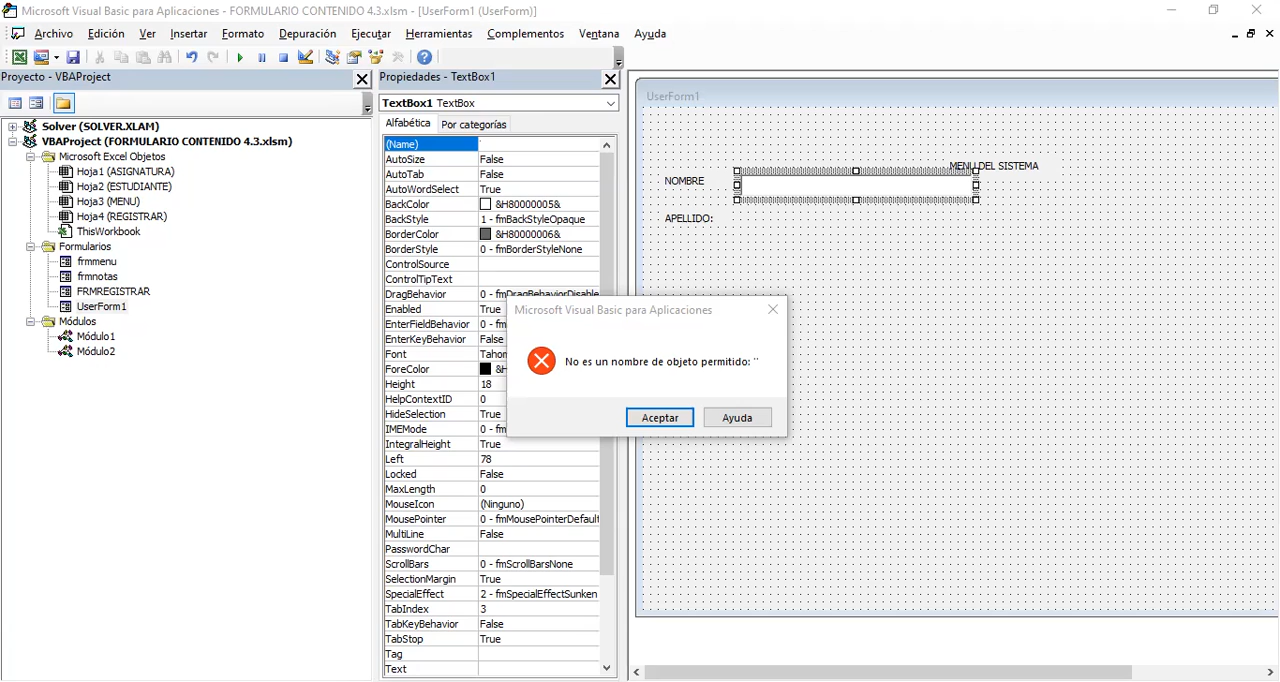 Microsoft Visual Basic para Aplicaciones - FORMULARIO CONTENIDO 4.3.xlsm - [UserForm1 (UserForm)]
Archivo Edición Ver Insertar Formato Depuración Ejecutar Herramientas Complementos Ventana Ayuda
Proyecto - VBAProject
Solver (SOLVER.XLAM)
VBAProject (FORMULARIO CONTENIDO 4.3.xlsm)
Microsoft Excel Objetos
Hoja1 (ASIGNATURA)
Hoja2 (ESTUDIANTE)
Hoja3 (MENU)
Hoja4 (REGISTRAR)
ThisWorkbook
Formularios
frmmenu
frmnotas
FRMREGISTRAR
UserForm1
Módulos
Módulo1
Módulo2
Propiedades - TextBox1
TextBox1 TextBox
Alfabética Por categorías
(Name)
AutoSize False
AutoTab False
AutoWordSelect True
BackColor &H80000005&
BackStyle 1 - fmBackStyleOpaque
BorderColor &H80000006&
BorderStyle 0 - fmBorderStyleNone
ControlSource
ControlTipText
DragBehavior 0 - fmDragBehaviorDisable
Enabled True
EnterFieldBehavior 0 - fm
EnterKeyBehavior False
Font Tahom
ForeColor &H
Height 18
HelpContextID 0
HideSelection True
IMEMode 0 - fm
IntegralHeight True
Left 78
Locked False
MaxLength 0
MouseIcon (Ninguno)
MousePointer 0 - fmMousePointerDefault
MultiLine False
PasswordChar
ScrollBars 0 - fmScrollBarsNone
SelectionMargin True
SpecialEffect 2 - fmSpecialEffectSunken
TabIndex 3
TabKeyBehavior False
TabStop True
Tag
Text
UserForm1
MENU DEL SISTEMA
NOMBRE
APELLIDO:
Microsoft Visual Basic para Aplicaciones
No es un nombre de objeto permitido: ''
Aceptar Ayuda